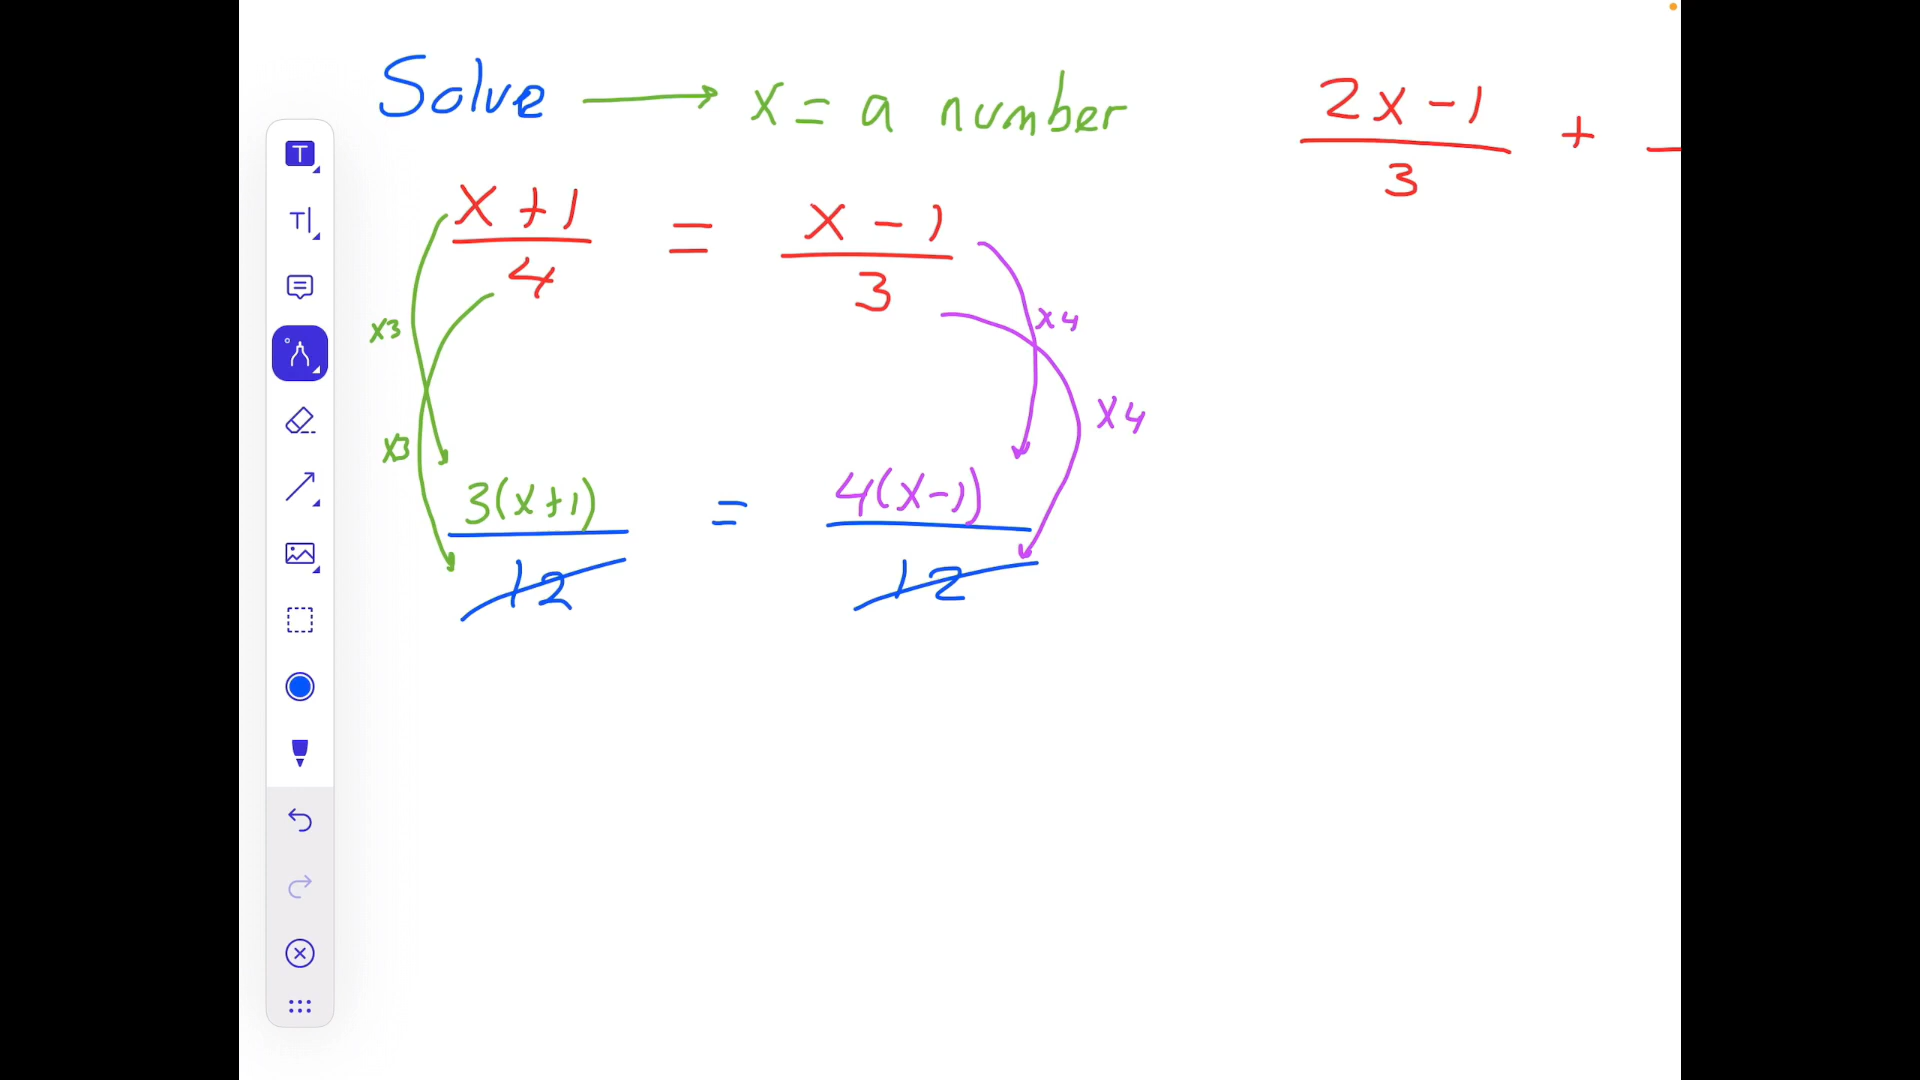 Solve → x = a number
2x - 1 / 3 + 
x + 1 / 4 = x - 1 / 3
x3 x4
x3 x4
3(x+1) / 12 = 4(x-1) / 12